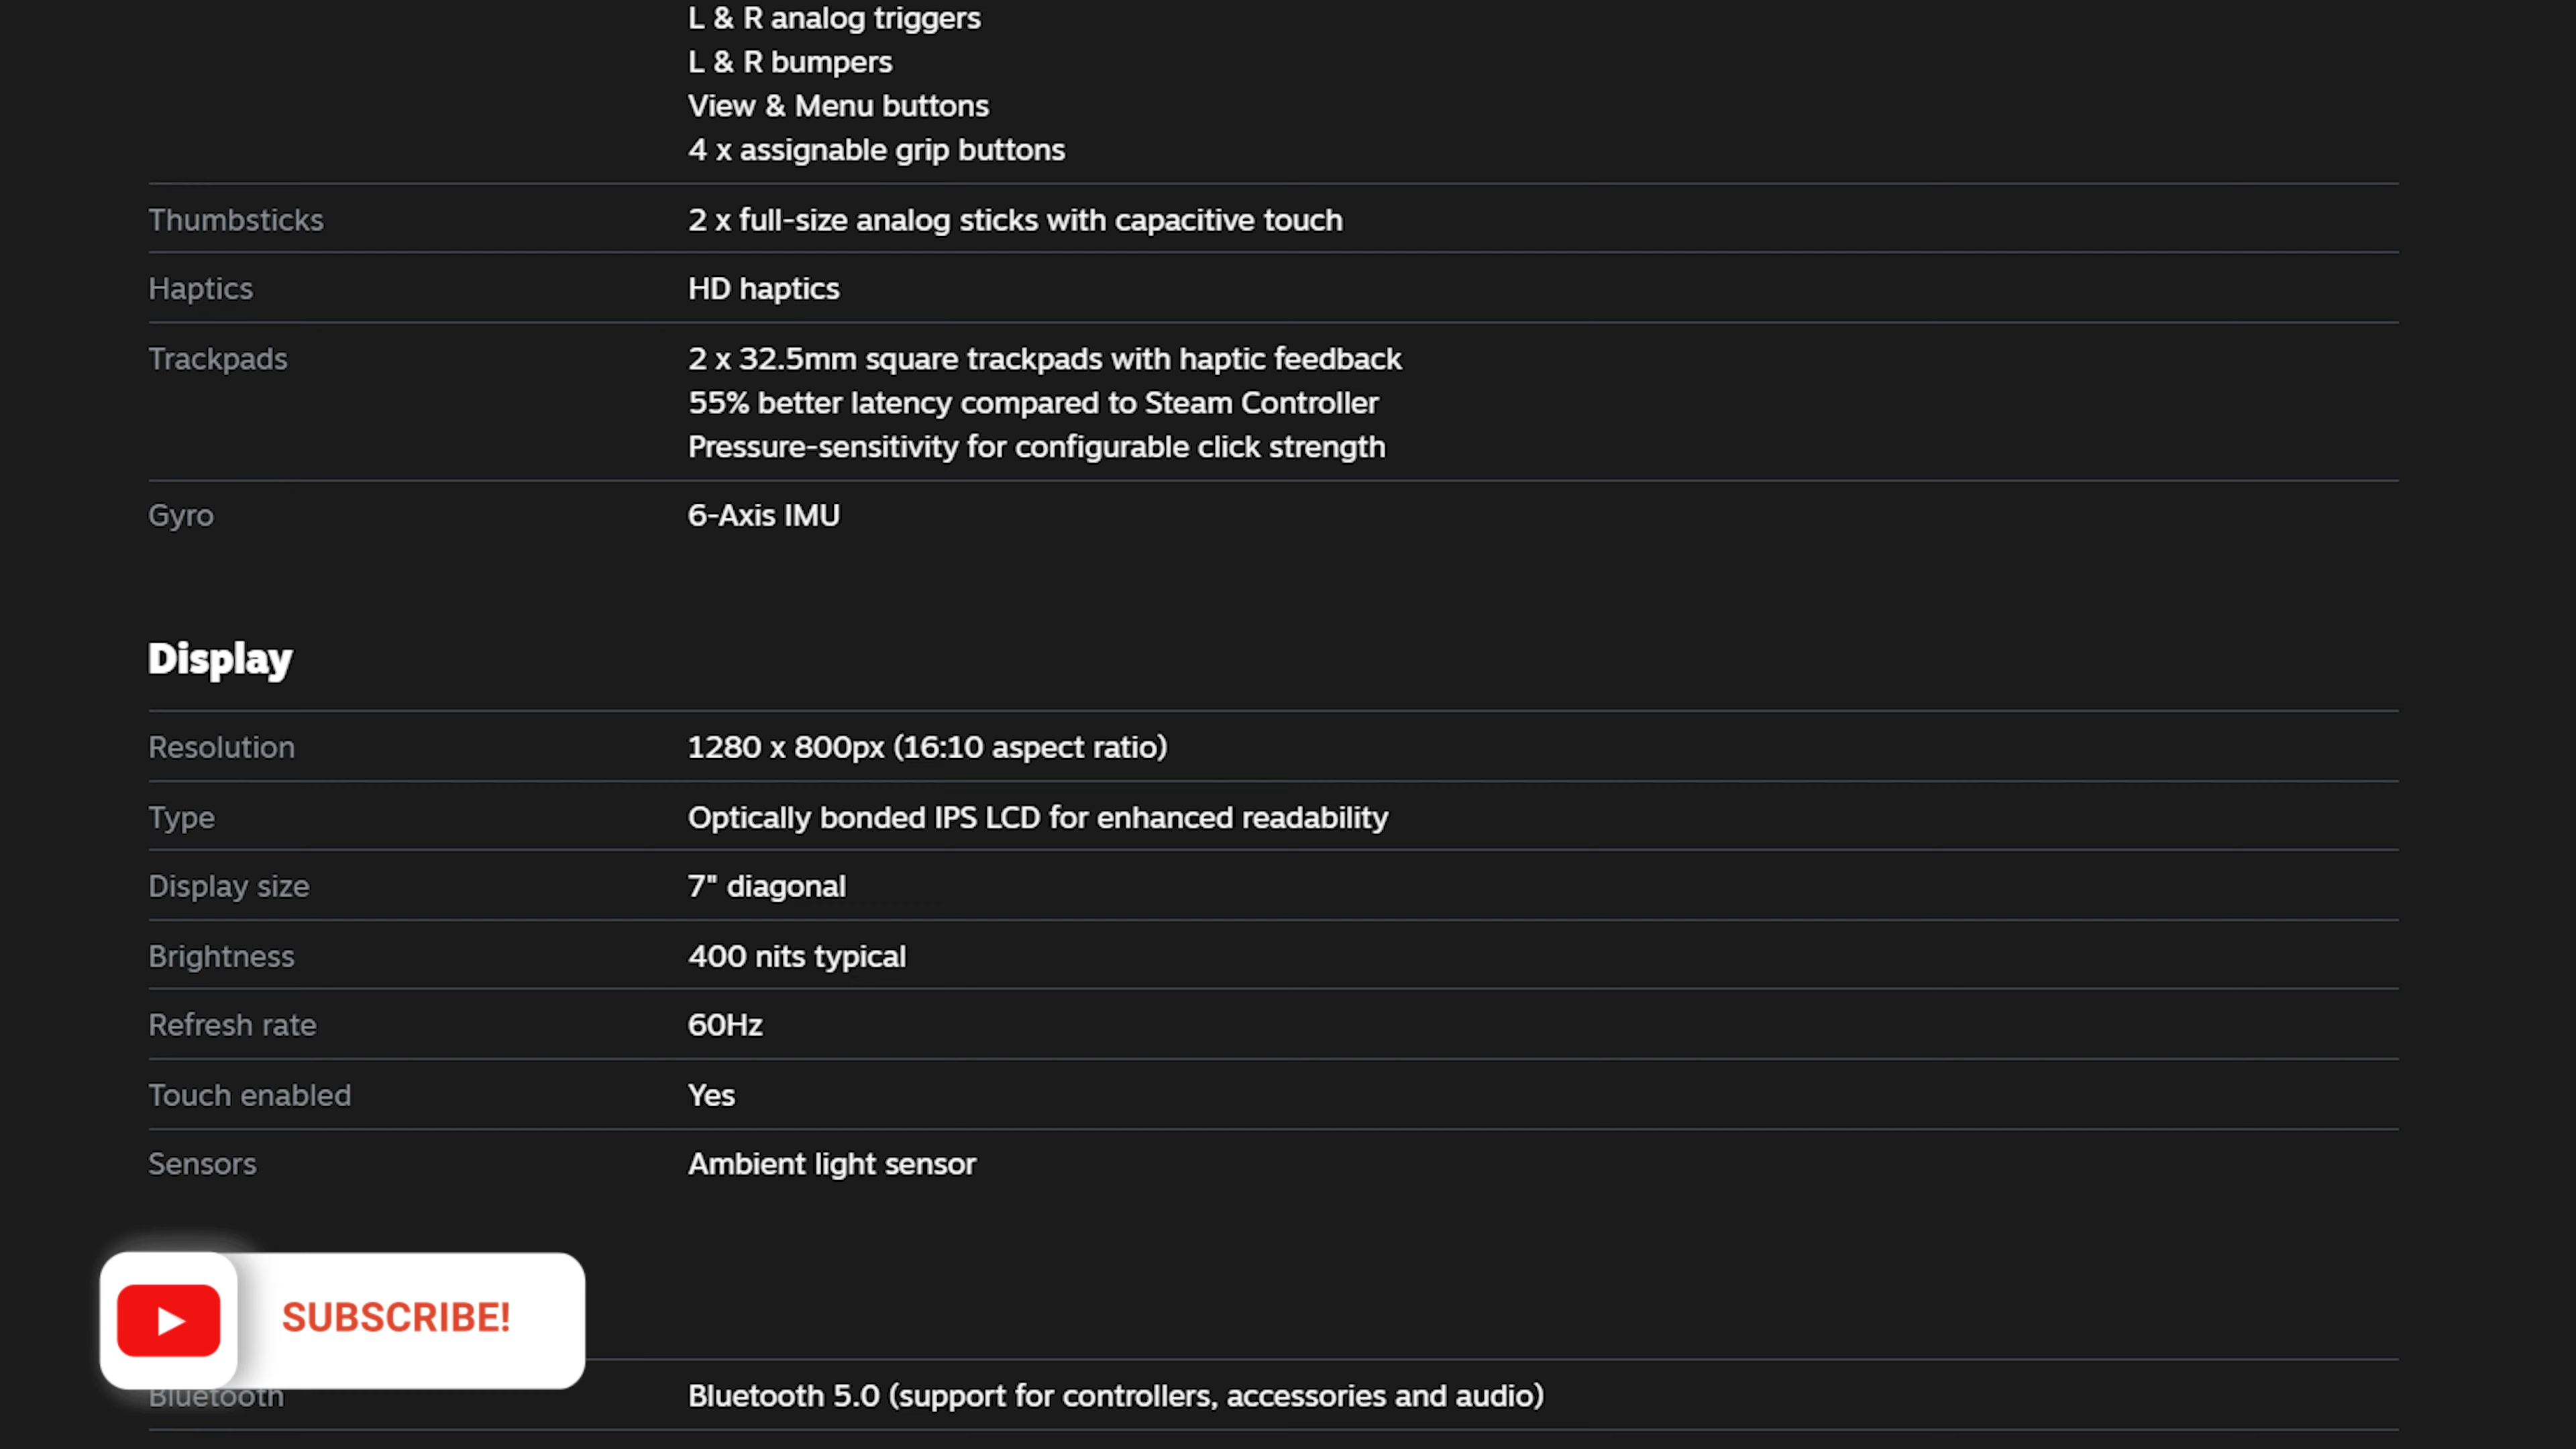 L & R analog triggers
L & R bumpers
View & Menu buttons
4 x assignable grip buttons
Thumbsticks 2 x full-size analog sticks with capacitive touch
Haptics HD haptics
Trackpads 2 x 32.5mm square trackpads with haptic feedback
55% better latency compared to Steam Controller
Pressure-sensitivity for configurable click strength
Gyro 6-Axis IMU
Display
Resolution 1280 x 800px (16:10 aspect ratio)
Type Optically bonded IPS LCD for enhanced readability
Display size 7" diagonal
Brightness 400 nits typical
Refresh rate 60Hz
Touch enabled Yes
Sensors Ambient light sensor
SUBSCRIBE!
Bluetooth Bluetooth 5.0 (support for controllers, accessories and audio)